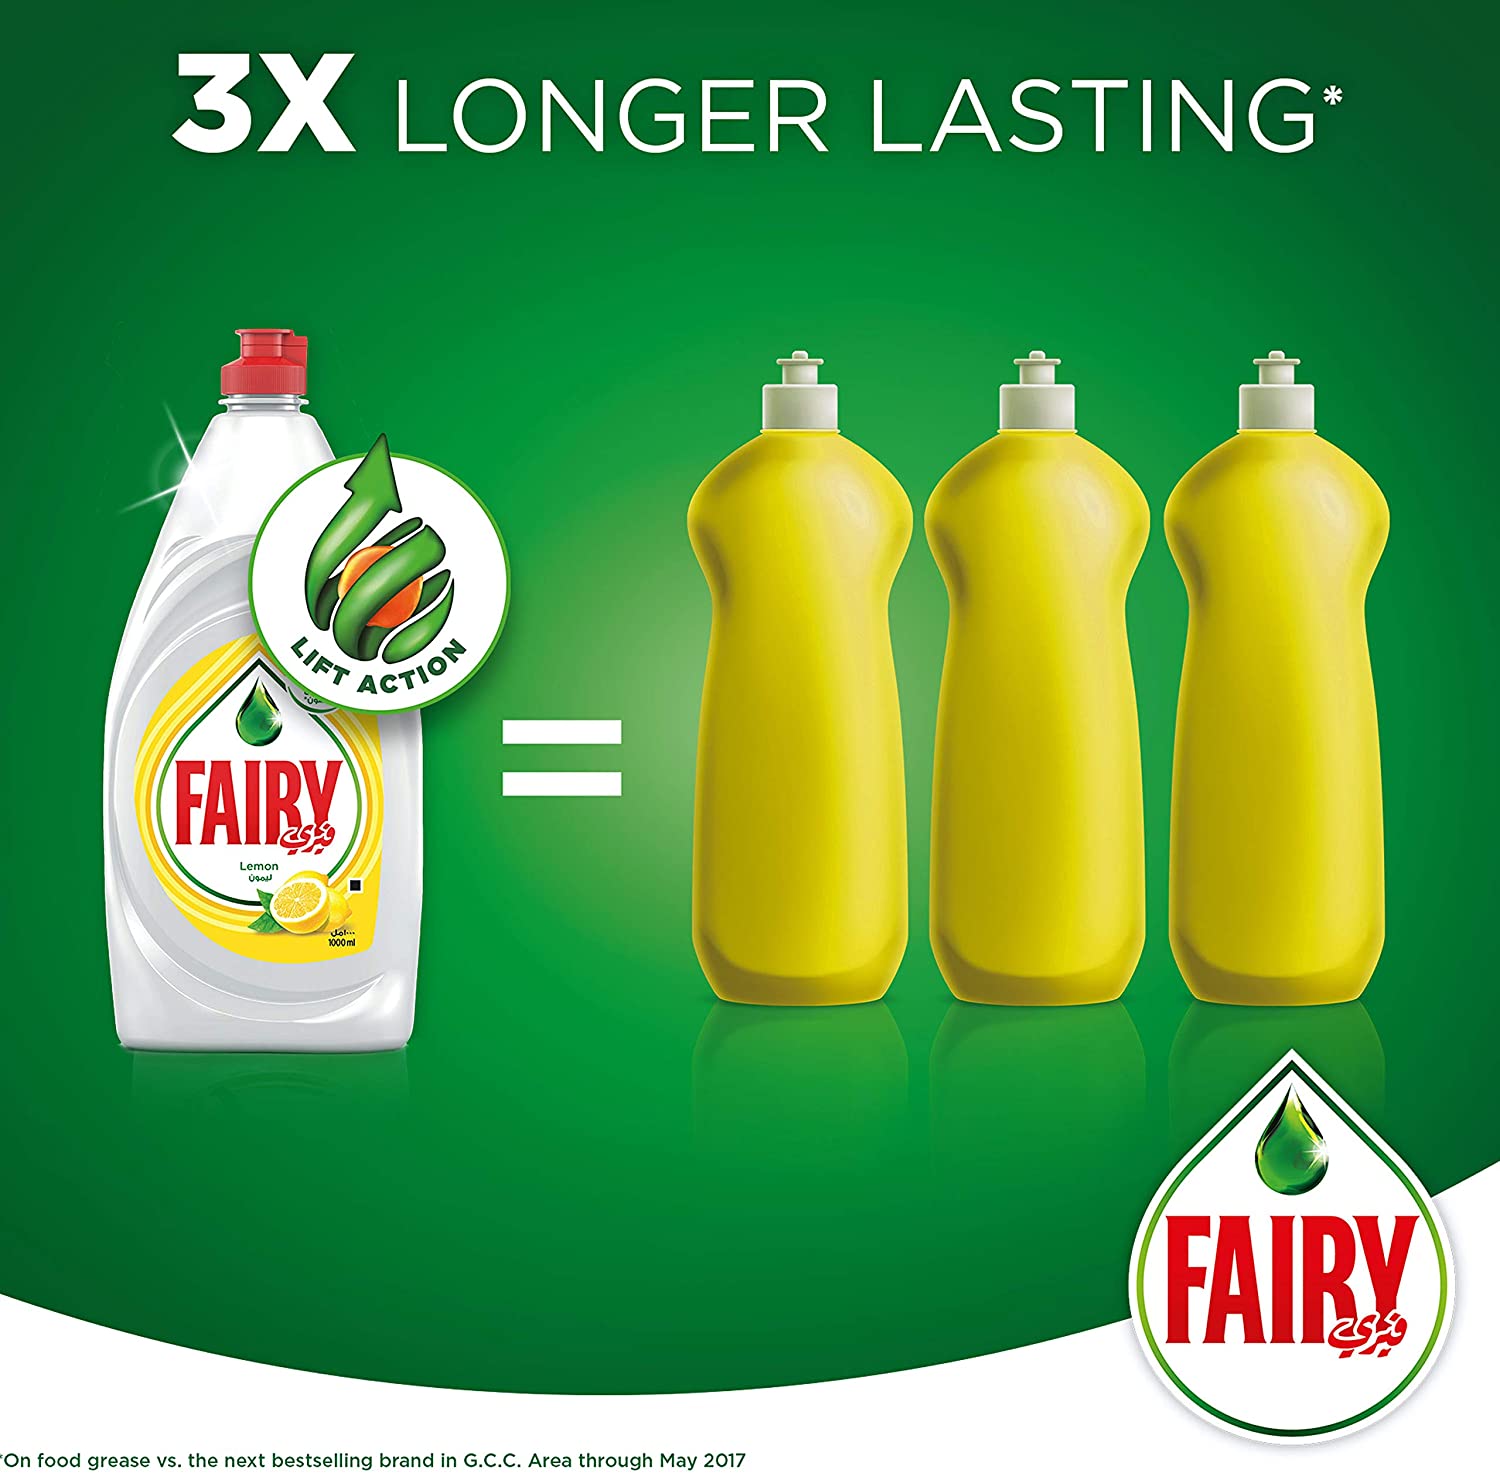 3X LONGER LASTING*
LIFT ACTION
FAIRY
فيري
Lemon
ليمون
١٠٠٠مل
1000 ml
FAIRY
فيري
*On food grease vs. the next bestselling brand in G.C.C. Area through May 2017